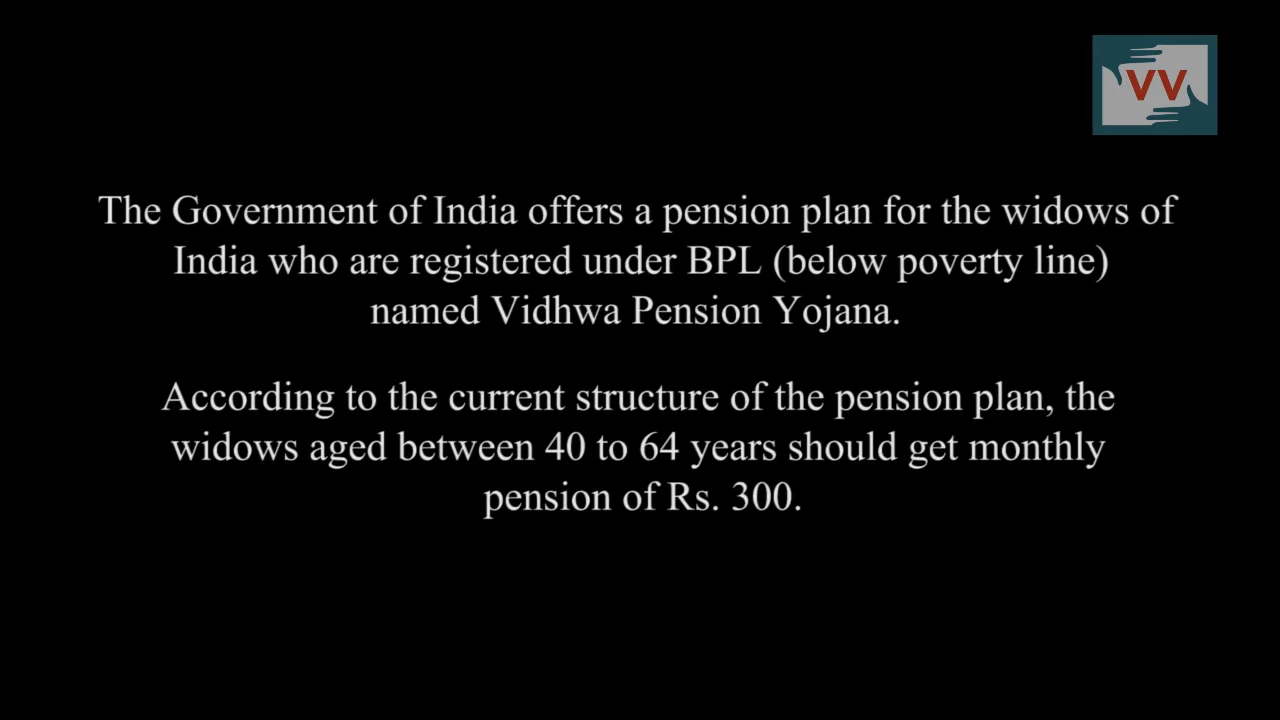 VV
The Government of India offers a pension plan for the widows of
India who are registered under BPL (below poverty line)
named Vidhwa Pension Yojana.
According to the current structure of the pension plan, the
widows aged between 40 to 64 years should get monthly
pension of Rs. 300.